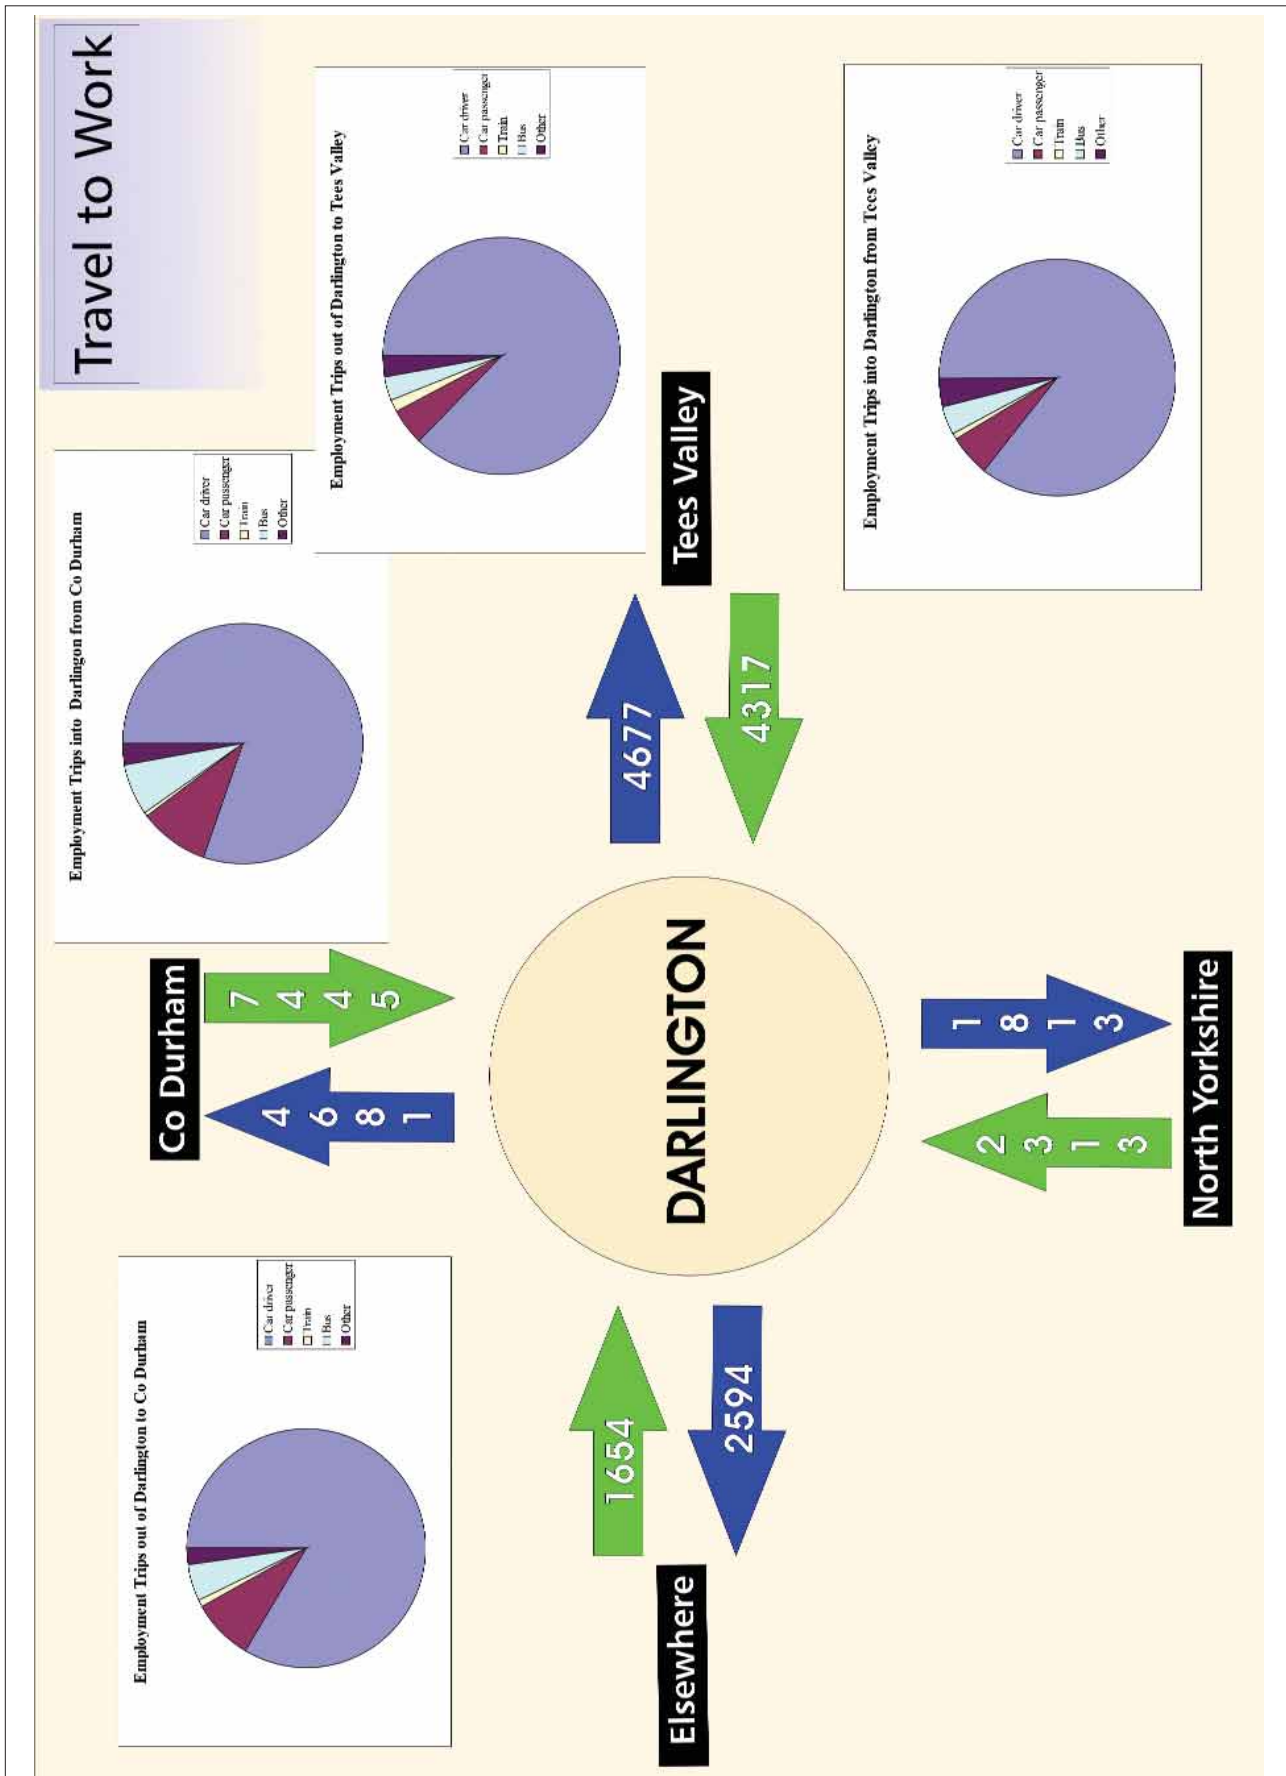 Travel to Work
Employment Trips into Darlingon from Co Durham
Car driver
Car passenger
Train
Bus
Other
Employment Trips out of Darlington to Tees Valley
Car driver
Car passenger
Train
Bus
Other
Employment Trips out of Darlington to Co Durham
Car driver
Car passenger
Train
Bus
Other
Employment Trips into Darlington from Tees Valley
Car driver
Car passenger
Train
Bus
Other
Co Durham
4681
7445
Elsewhere
1654
2594
DARLINGTON
4677
4317
Tees Valley
2313
1813
North Yorkshire